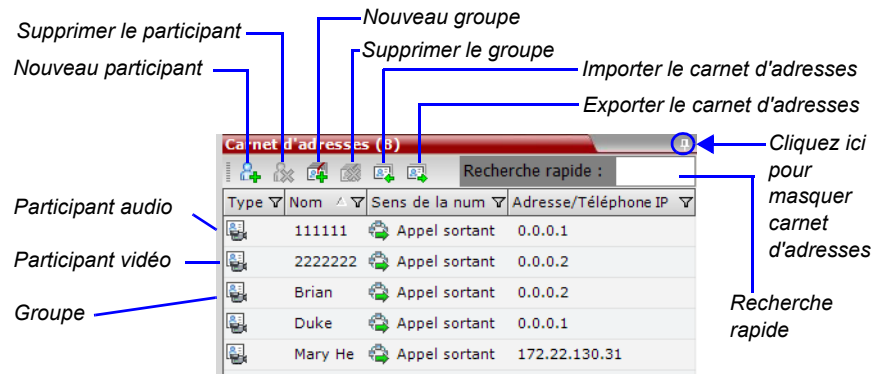 Supprimer le participant
Nouveau groupe
Supprimer le groupe
Nouveau participant
Importer le carnet d'adresses
Exporter le carnet d'adresses
Carnet d'adresses (8)
Cliquez ici
pour
masquer
carnet
d'adresses
Recherche rapide :
Type Nom Sens de la num Adresse/Téléphone IP
Participant audio
111111 Appel sortant 0.0.0.1
Participant vidéo
2222222 Appel sortant 0.0.0.2
Groupe
Brian Appel sortant 0.0.0.2
Duke Appel sortant 0.0.0.1
Mary He Appel sortant 172.22.130.31
Recherche
rapide